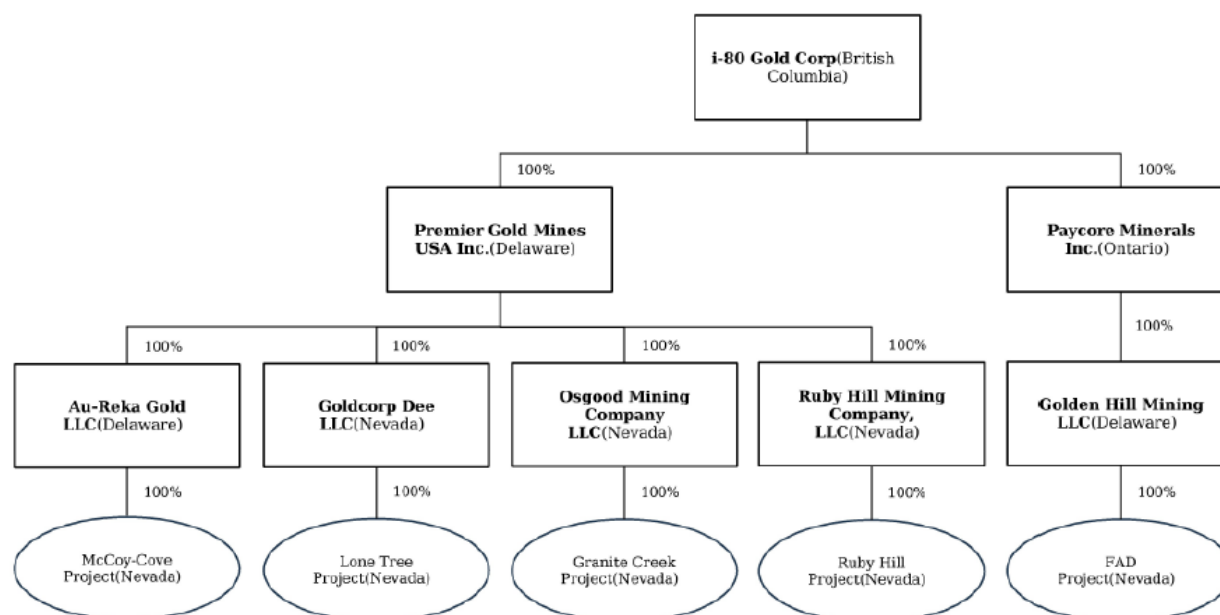 i-80 Gold Corp(British
Columbia)
100%
100%
Premier Gold Mines
USA Inc.(Delaware)
Paycore Minerals
Inc.(Ontario)
100%
100%
100%
100%
100%
Au-Reka Gold
LLC(Delaware)
Goldcorp Dee
LLC(Nevada)
Osgood Mining
Company
LLC(Nevada)
Ruby Hill Mining
Company,
LLC(Nevada)
Golden Hill Mining
LLC(Delaware)
100%
100%
100%
100%
100%
McCoy-Cove
Project(Nevada)
Lone Tree
Project(Nevada)
Granite Creek
Project(Nevada)
Ruby Hill
Project(Nevada)
FAD
Project(Nevada)